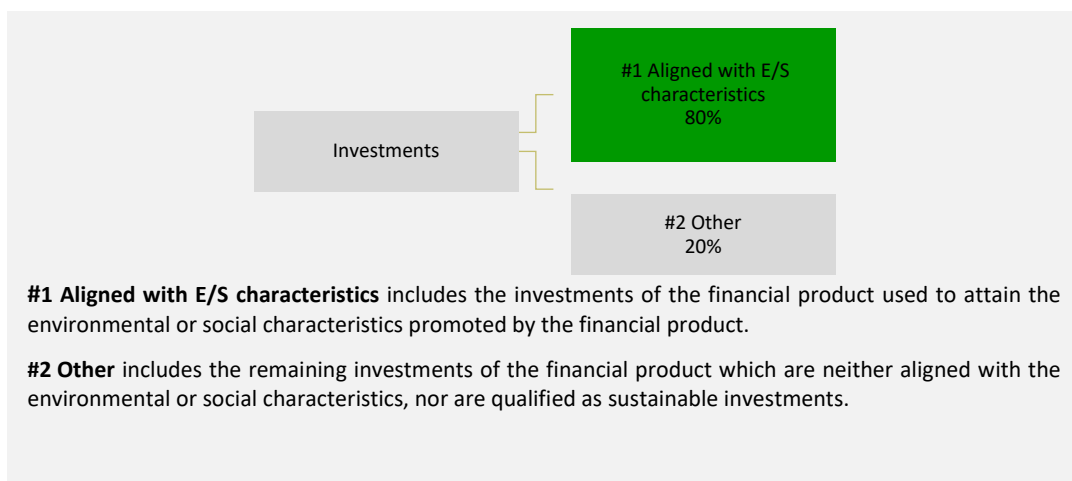 #1 Aligned with E/S
characteristics
80%
Investments
#2 Other
20%
#1 Aligned with E/S characteristics includes the investments of the financial product used to attain the
environmental or social characteristics promoted by the financial product.
#2 Other includes the remaining investments of the financial product which are neither aligned with the
environmental or social characteristics, nor are qualified as sustainable investments.